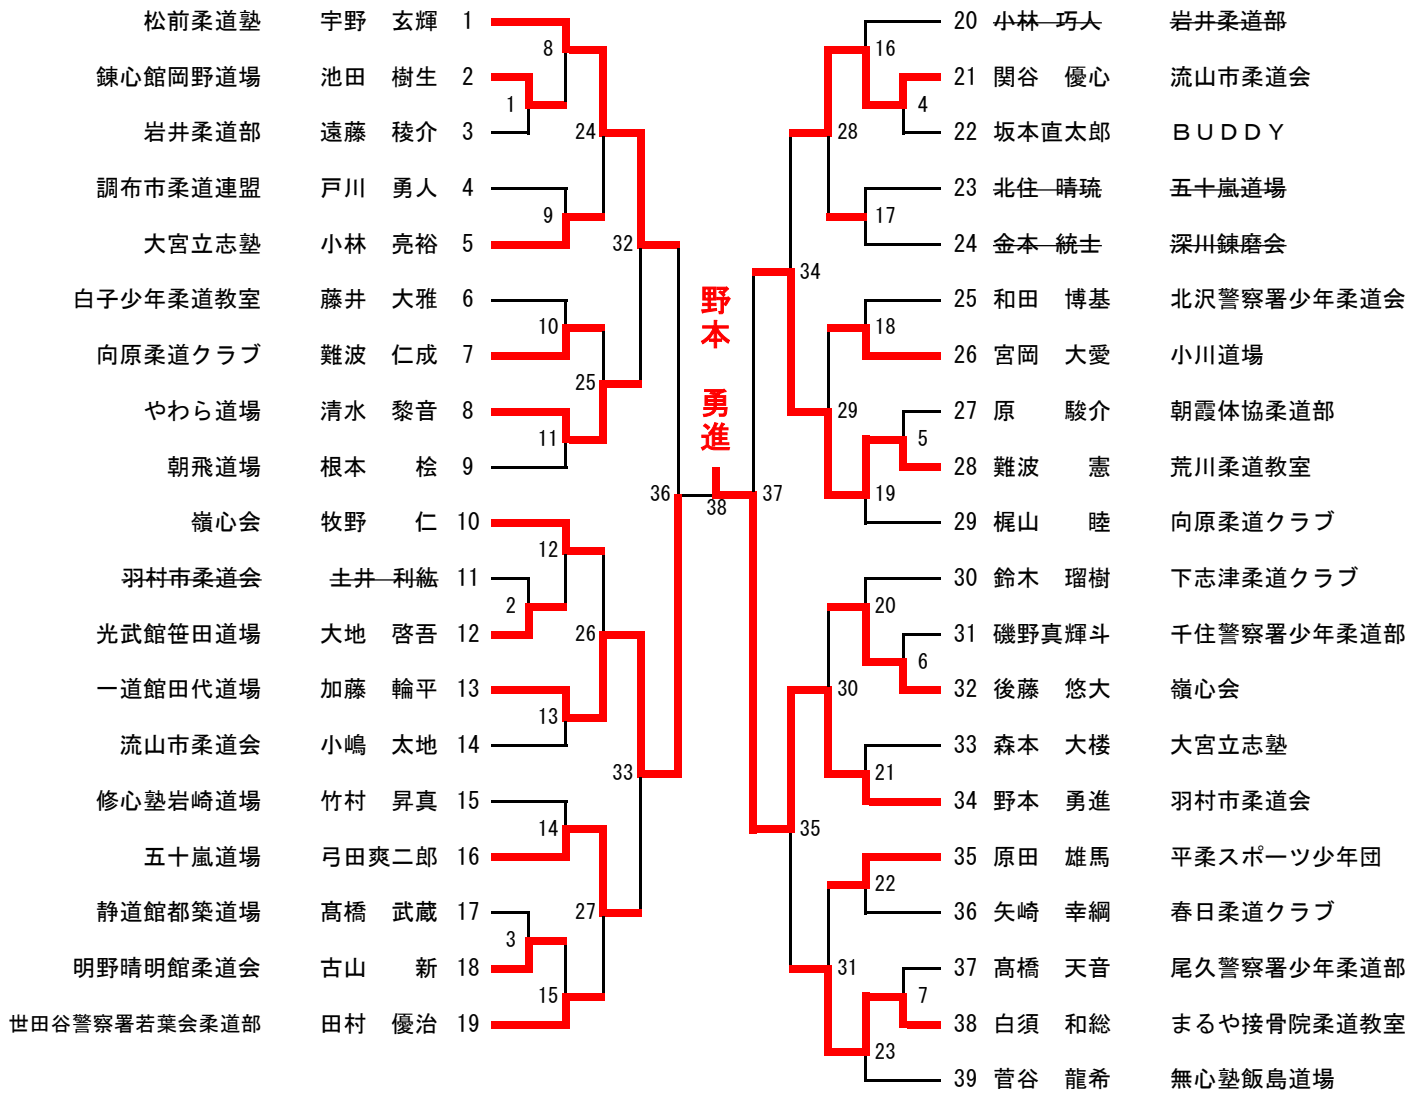 松前柔道塾 宇野 玄輝 1
錬心館岡野道場 池田 樹生 2
岩井柔道部 遠藤 稜介 3
調布市柔道連盟 戸川 勇人 4
大宮立志塾 小林 亮裕 5
白子少年柔道教室 藤井 大雅 6
向原柔道クラブ 難波 仁成 7
やわら道場 清水 黎音 8
朝飛道場 根本 桧 9
嶺心会 牧野 仁 10
羽村市柔道会 土井 利紘 11
光武館笹田道場 大地 啓吾 12
一道館田代道場 加藤 輪平 13
流山市柔道会 小嶋 太地 14
修心塾岩崎道場 竹村 昇真 15
五十嵐道場 弓田爽二郎 16
静道館都築道場 髙橋 武蔵 17
明野晴明館柔道会 古山 新 18
世田谷警察署若葉会柔道部 田村 優治 19
8
1
24
9
32
10
25
11
36
12
2
26
13
33
14
27
3
15
野本 勇進
38
37
16
4
28
17
34
18
29
5
19
20
6
30
21
35
22
31
7
23
20 小林 巧人 岩井柔道部
21 関谷 優心 流山市柔道会
22 坂本直太郎 BUDDY
23 北住 晴琉 五十嵐道場
24 金本 統士 深川錬磨会
25 和田 博基 北沢警察署少年柔道会
26 宮岡 大愛 小川道場
27 原 駿介 朝霞体協柔道部
28 難波 憲 荒川柔道教室
29 梶山 睦 向原柔道クラブ
30 鈴木 瑠樹 下志津柔道クラブ
31 磯野真輝斗 千住警察署少年柔道部
32 後藤 悠大 嶺心会
33 森本 大楼 大宮立志塾
34 野本 勇進 羽村市柔道会
35 原田 雄馬 平柔スポーツ少年団
36 矢崎 幸綱 春日柔道クラブ
37 髙橋 天音 尾久警察署少年柔道部
38 白須 和総 まるや接骨院柔道教室
39 菅谷 龍希 無心塾飯島道場